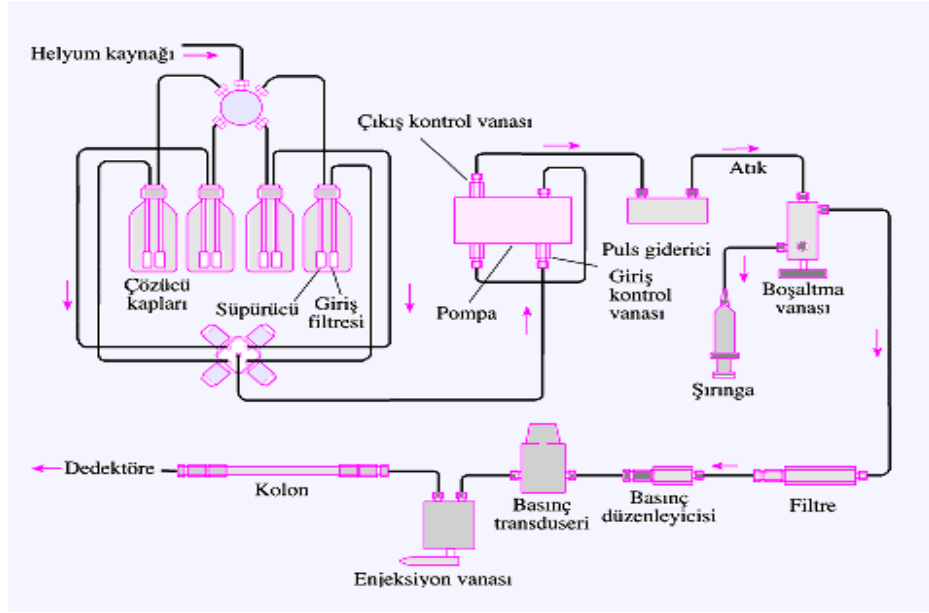 Helyum kaynağı
Çıkış kontrol vanası
Atık
Çözücü
kapları
Süpürücü
Giriş
filtresi
Pompa
Puls giderici
Giriş
kontrol
vanası
Boşaltma
vanası
Şırınga
Dedektöre
Kolon
Enjeksiyon vanası
Basınç
transduseri
Basınç
düzenleyicisi
Filtre